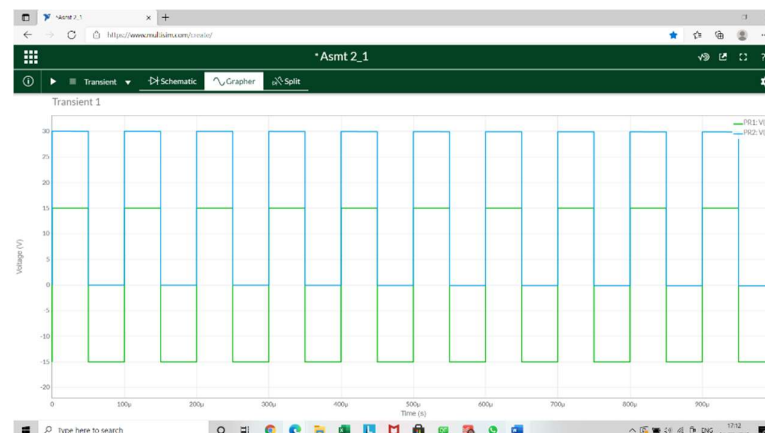 *Asmt 2_1
https://www.multisim.com/create/
*Asmt 2_1
Transient
Schematic
Grapher
Split
Transient 1
PR1: V(
PR2: V(
30
25
20
15
10
5
0
-5
-10
-15
-20
Voltage (V)
0 100µ 200µ 300µ 400µ 500µ 600µ 700µ 800µ 900µ
Time (s)
Type here to search
ENG
17:12